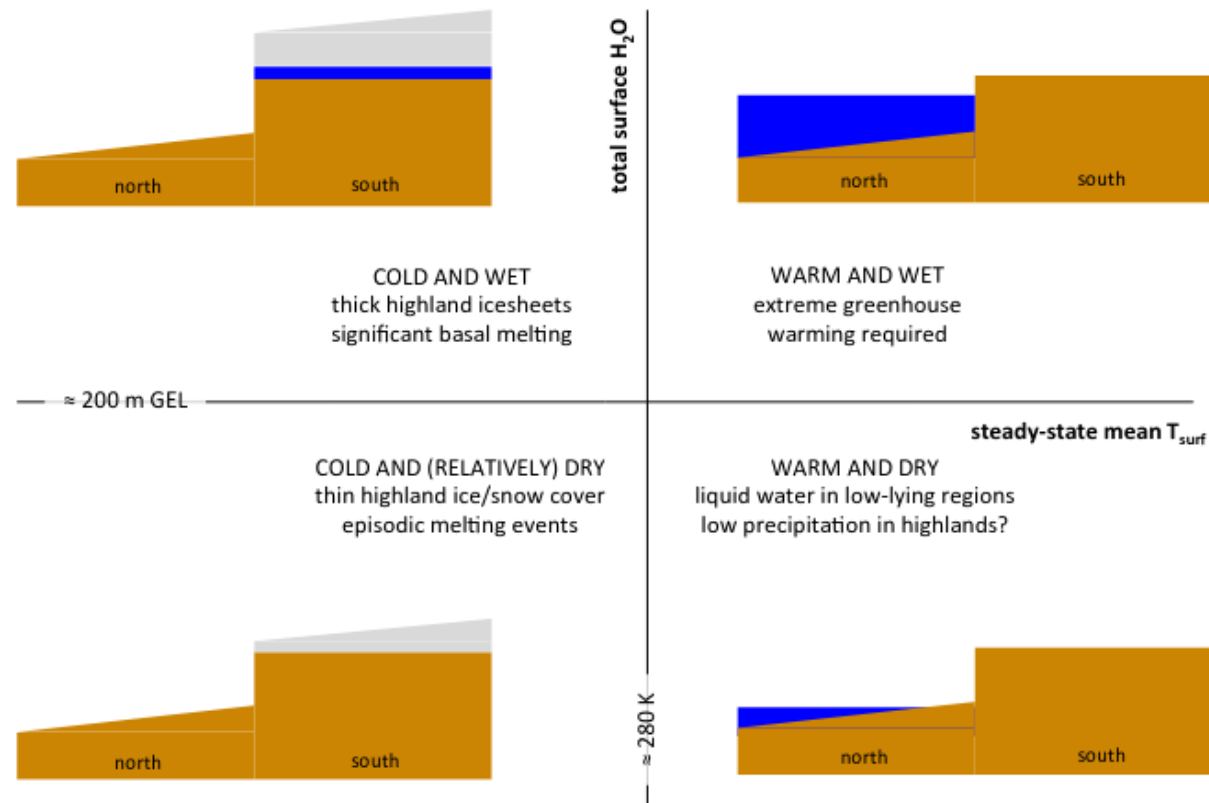 total surface H₂O
north
south
north
south
COLD AND WET
thick highland icesheets
significant basal melting
WARM AND WET
extreme greenhouse
warming required
≈ 200 m GEL
steady-state mean Tsurf
COLD AND (RELATIVELY) DRY
thin highland ice/snow cover
episodic melting events
WARM AND DRY
liquid water in low-lying regions
low precipitation in highlands?
≈ 280 K
north
south
north
south